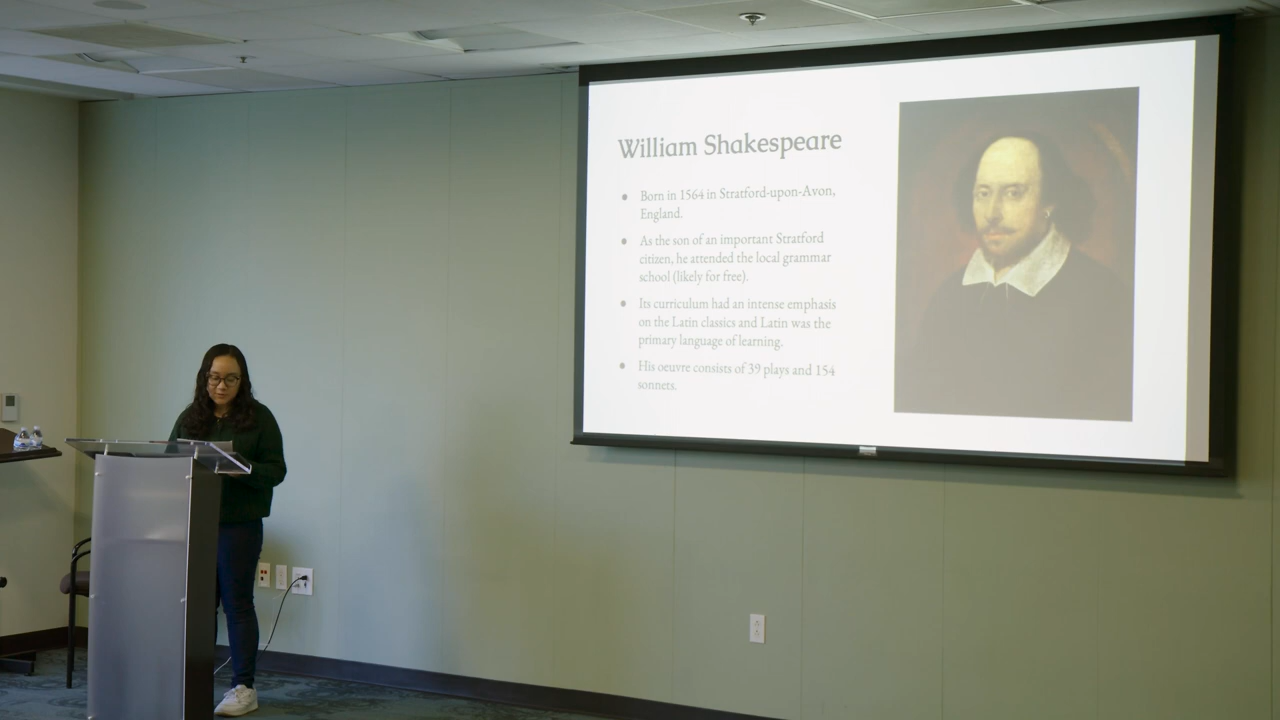 William Shakespeare
● Born in 1564 in Stratford-upon-Avon,
England.
● As the son of an important Stratford
citizen, he attended the local grammar
school (likely for free).
● Its curriculum had an intense emphasis
on the Latin classics and Latin was the
primary language of learning.
● His oeuvre consists of 39 plays and 154
sonnets.